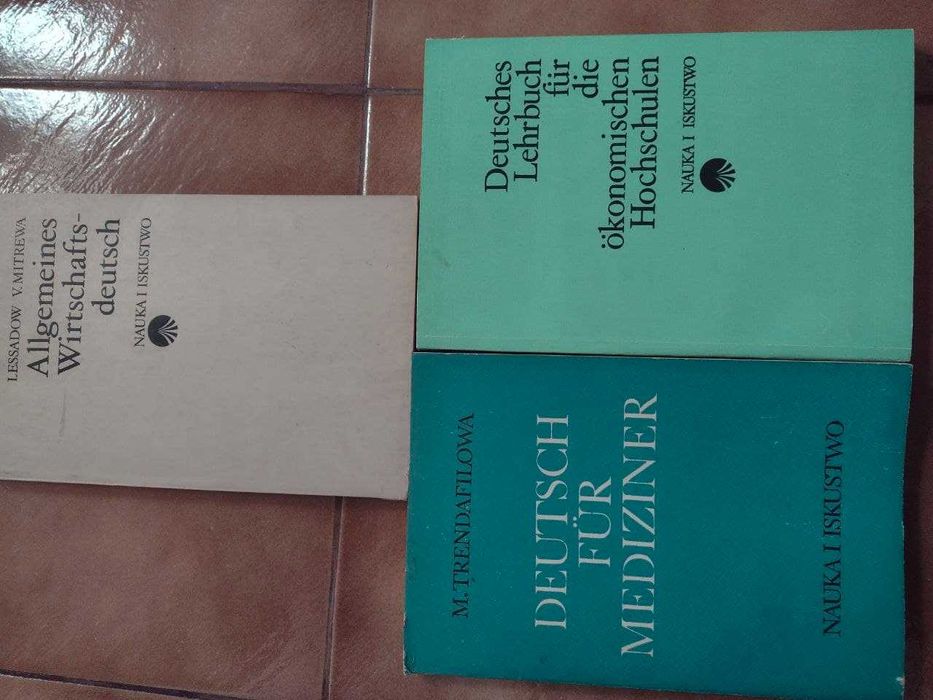 I.ESSADOW V. MITREWA
Allgemeines
Wirtschafts-
deutsch
NAUKA I ISKUSTWO
Deutsches
Lehrbuch
für
die
ökonomischen
Hochschulen
NAUKA I ISKUSTWO
M. TRENDAFILOWA
DEUTSCH
FÜR
MEDIZINER
NAUKA I ISKUSTWO